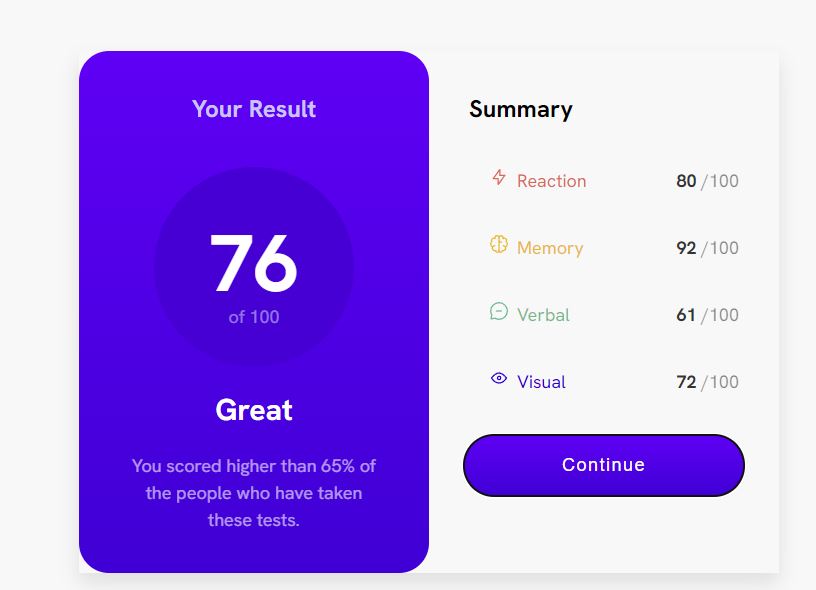 Your Result
76
of 100
Great
You scored higher than 65% of
the people who have taken
these tests.
Summary
Reaction 80 /100
Memory 92 /100
Verbal 61 /100
Visual 72 /100
Continue